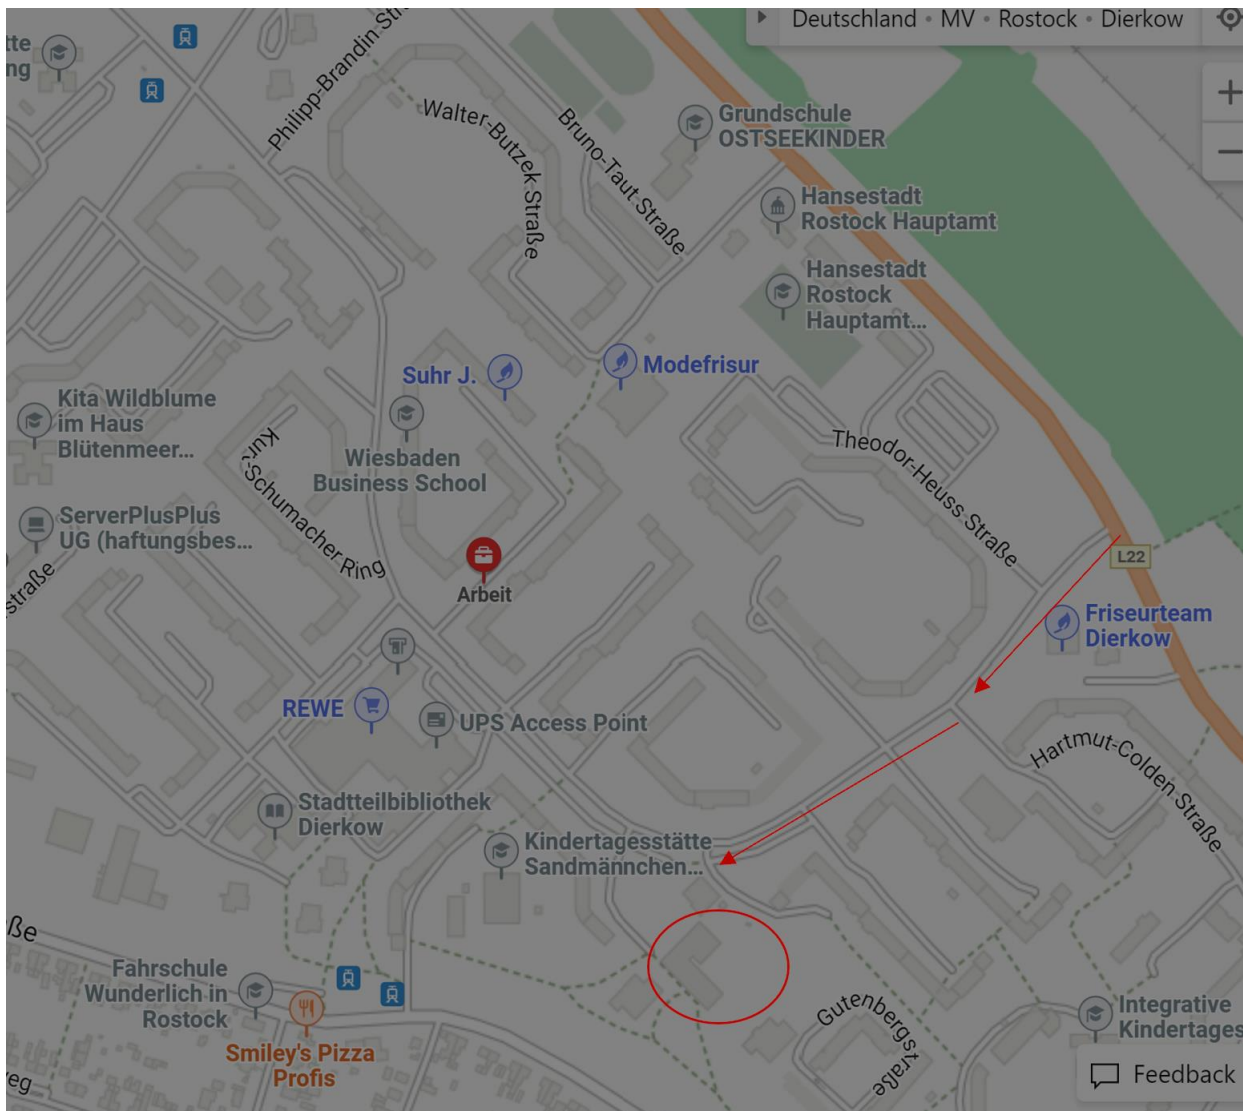 Deutschland • MV • Rostock • Dierkow
Philipp-Brandin-Str
Walter-Butzek-Straße
Bruno-Taut-Straße
Grundschule
OSTSEEKINDER
Hansestadt
Rostock Hauptamt
Hansestadt
Rostock
Hauptamt...
Suhr J.
Modefrisur
Kita Wildblume
im Haus
Blütenmeer...
Kurt-Schumacher-Ring
Wiesbaden
Business School
Theodor-Heuss Straße
ServerPlusPlus
UG (haftungsbes...
straße
Arbeit
L22
Friseurteam
Dierkow
REWE
UPS Access Point
Hartmut-Colden Straße
Stadtteilbibliothek
Dierkow
Kindertagesstätte
Sandmännchen...
ße
Fahrschule
Wunderlich in
Rostock
Smiley's Pizza
Profis
Gutenbergstraße
Integrative
Kindertages
eg
Feedback